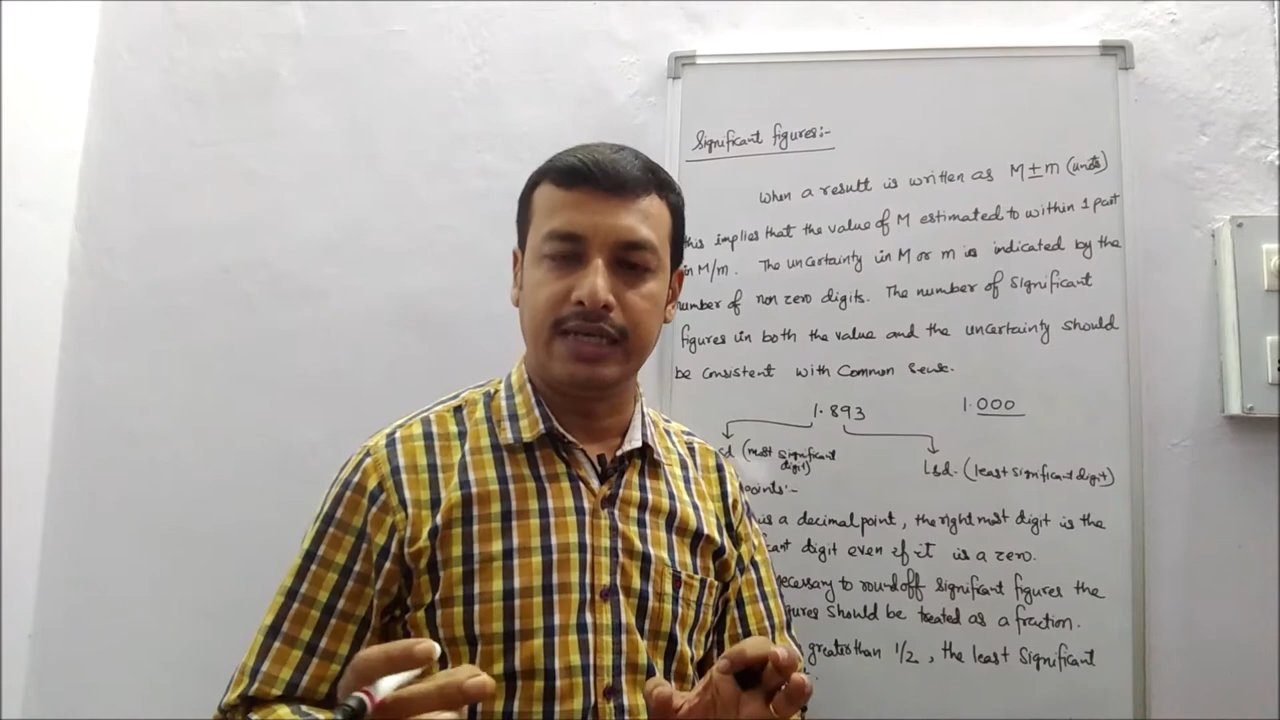 Significant figures:-
When a result is written as M±m (units)
this implies that the value of M estimated to within 1 part
in M/m. The uncertainty in M or m is indicated by the
number of non zero digits. The number of significant
figures in both the value and the uncertainty should
be consistent with Common sense.
1.893 1.000
sd (most significant digit) Lsd. (least significant digit)
points:-
is a decimal point, the right most digit is the
cant digit even if it is a zero.
necessary to roundoff significant figures the
gures should be treated as a fraction.
greater than 1/2, the least significant